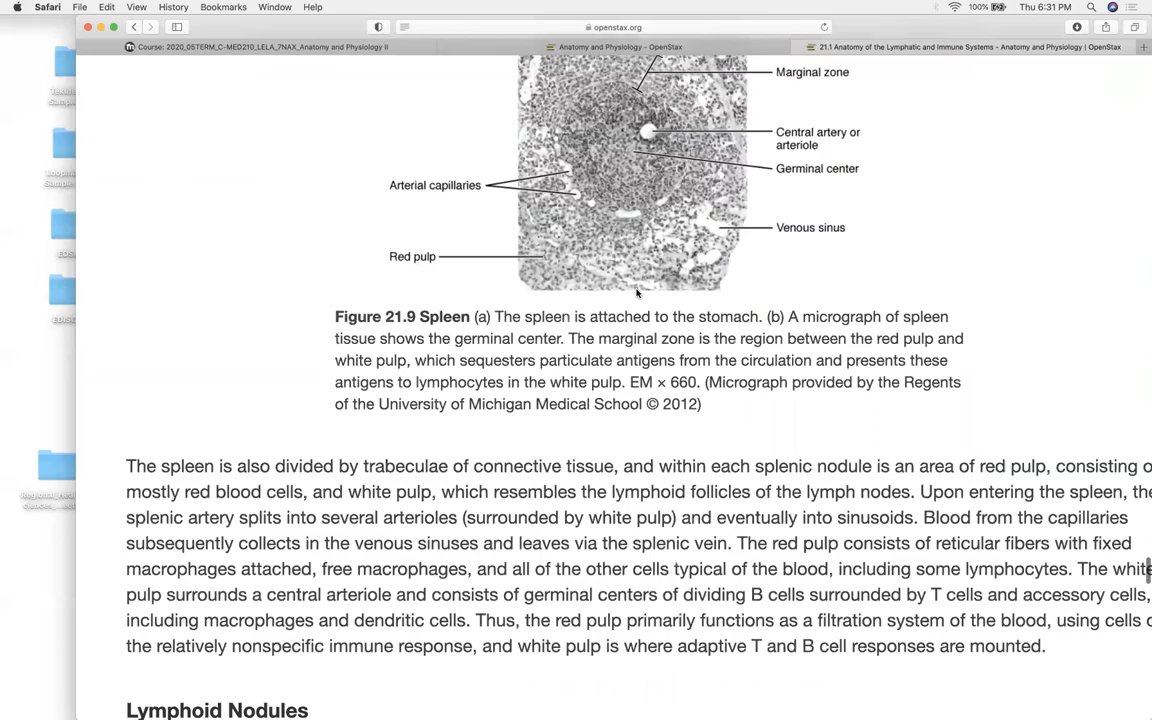 Safari File Edit View History Bookmarks Window Help 100% Thu 6:31 PM
openstax.org
Course: 2020_05TERM_C-MED210_LELA_7NAX_Anatomy and Physiology II Anatomy and Physiology - OpenStax 21.1 Anatomy of the Lymphatic and Immune Systems - Anatomy and Physiology | OpenStax
Marginal zone
Central artery or
arteriole
Germinal center
Arterial capillaries
Venous sinus
Red pulp
Figure 21.9 Spleen (a) The spleen is attached to the stomach. (b) A micrograph of spleen
tissue shows the germinal center. The marginal zone is the region between the red pulp and
white pulp, which sequesters particulate antigens from the circulation and presents these
antigens to lymphocytes in the white pulp. EM × 660. (Micrograph provided by the Regents
of the University of Michigan Medical School © 2012)
The spleen is also divided by trabeculae of connective tissue, and within each splenic nodule is an area of red pulp, consisting o
mostly red blood cells, and white pulp, which resembles the lymphoid follicles of the lymph nodes. Upon entering the spleen, the
splenic artery splits into several arterioles (surrounded by white pulp) and eventually into sinusoids. Blood from the capillaries
subsequently collects in the venous sinuses and leaves via the splenic vein. The red pulp consists of reticular fibers with fixed
macrophages attached, free macrophages, and all of the other cells typical of the blood, including some lymphocytes. The white
pulp surrounds a central arteriole and consists of germinal centers of dividing B cells surrounded by T cells and accessory cells,
including macrophages and dendritic cells. Thus, the red pulp primarily functions as a filtration system of the blood, using cells o
the relatively nonspecific immune response, and white pulp is where adaptive T and B cell responses are mounted.
Lymphoid Nodules